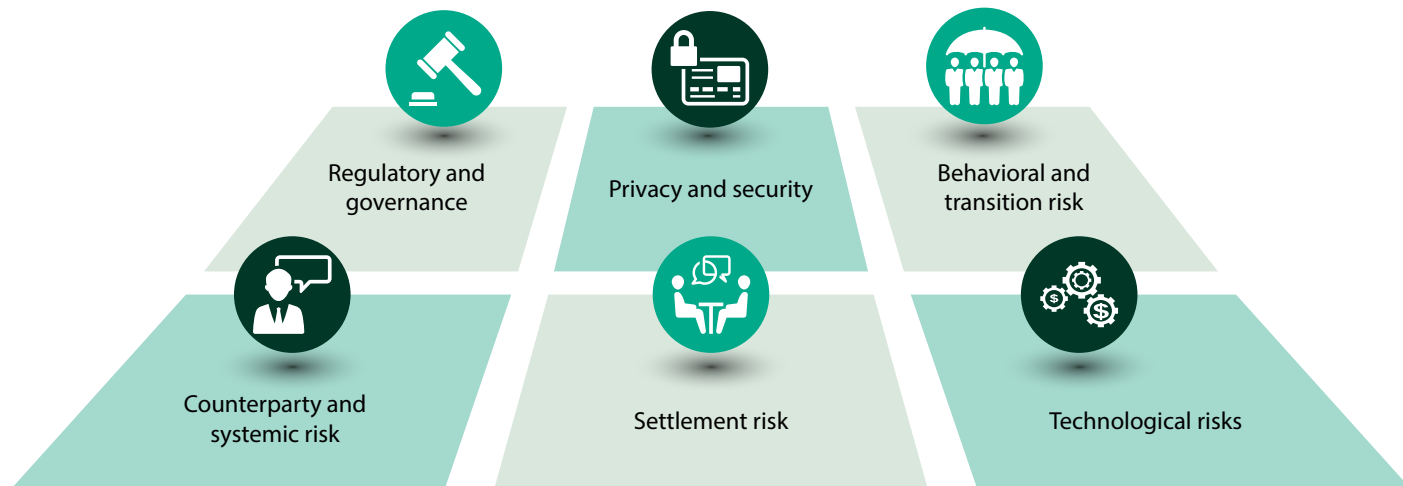 Regulatory and
governance
Privacy and security
Behavioral and
transition risk
Counterparty and
systemic risk
Settlement risk
Technological risks
$
$